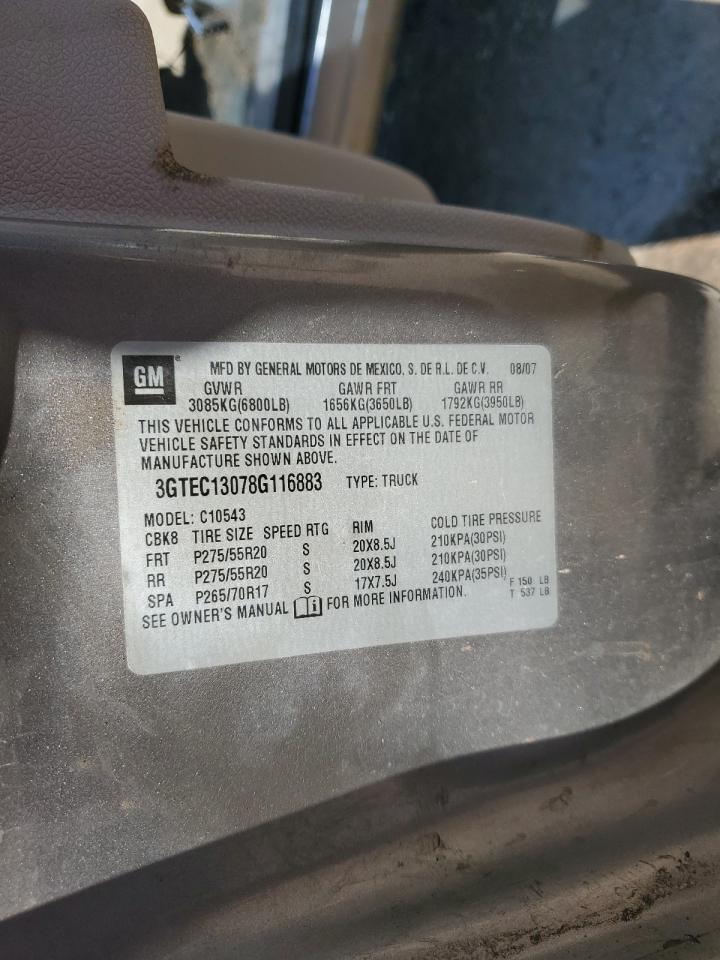 GM ® MFD BY GENERAL MOTORS DE MEXICO, S. DE R.L. DE C.V. 08/07
GVWR GAWR FRT GAWR RR
3085KG(6800LB) 1656KG(3650LB) 1792KG(3950LB)
THIS VEHICLE CONFORMS TO ALL APPLICABLE U.S. FEDERAL MOTOR
VEHICLE SAFETY STANDARDS IN EFFECT ON THE DATE OF
MANUFACTURE SHOWN ABOVE.
3GTEC13078G116883 TYPE: TRUCK
MODEL: C10543
CBK8 TIRE SIZE SPEED RTG RIM COLD TIRE PRESSURE
FRT P275/55R20 S 20X8.5J 210KPA(30PSI)
RR P275/55R20 S 20X8.5J 210KPA(30PSI)
SPA P265/70R17 S 17X7.5J 240KPA(35PSI) F 150 LB
SEE OWNER'S MANUAL FOR MORE INFORMATION. T 537 LB